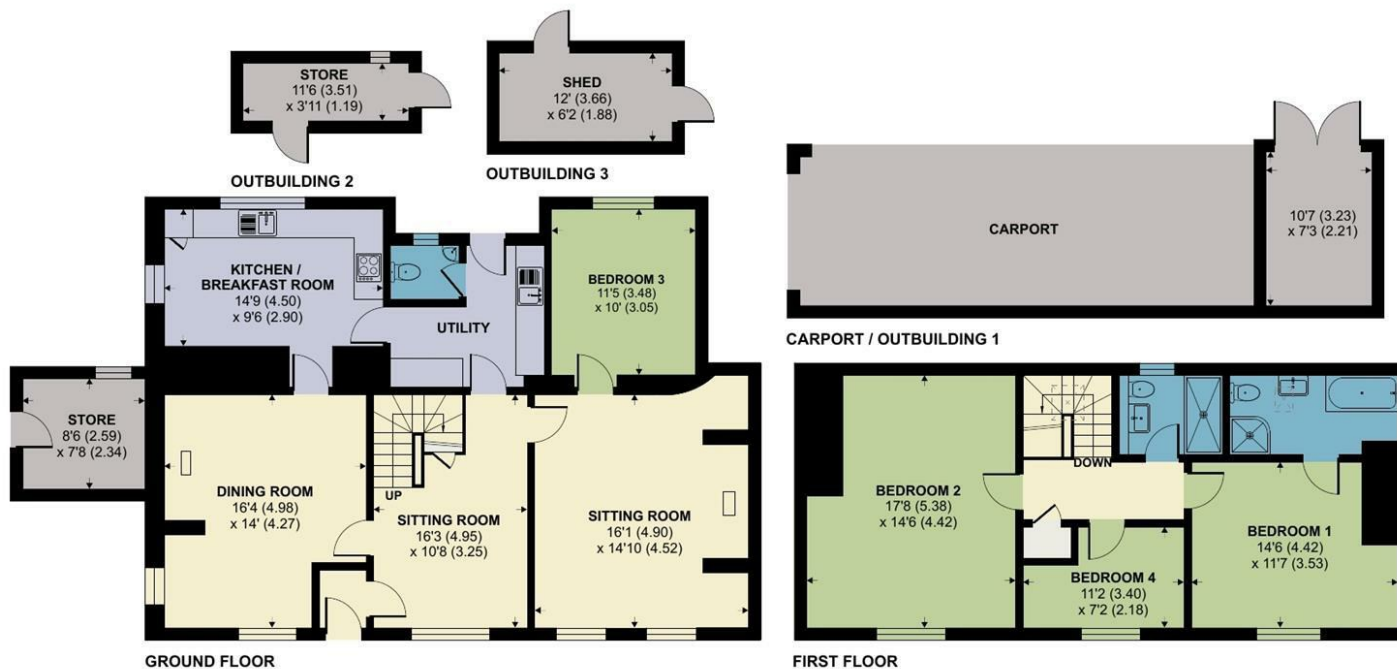 STORE
11'6 (3.51)
x 3'11 (1.19)
OUTBUILDING 2
SHED
12' (3.66)
x 6'2 (1.88)
OUTBUILDING 3
CARPORT
10'7 (3.23)
x 7'3 (2.21)
CARPORT / OUTBUILDING 1
KITCHEN /
BREAKFAST ROOM
14'9 (4.50)
x 9'6 (2.90)
UTILITY
BEDROOM 3
11'5 (3.48)
x 10' (3.05)
STORE
8'6 (2.59)
x 7'8 (2.34)
DINING ROOM
16'4 (4.98)
x 14' (4.27)
UP
SITTING ROOM
16'3 (4.95)
x 10'8 (3.25)
SITTING ROOM
16'1 (4.90)
x 14'10 (4.52)
GROUND FLOOR
BEDROOM 2
17'8 (5.38)
x 14'6 (4.42)
DOWN
BEDROOM 4
11'2 (3.40)
x 7'2 (2.18)
BEDROOM 1
14'6 (4.42)
x 11'7 (3.53)
FIRST FLOOR